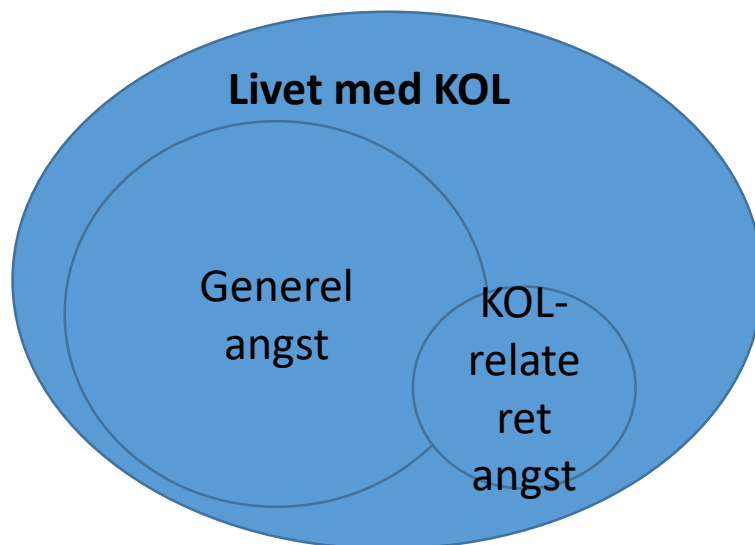 Livet med KOL
Generel
angst
KOL-
relate
ret
angst